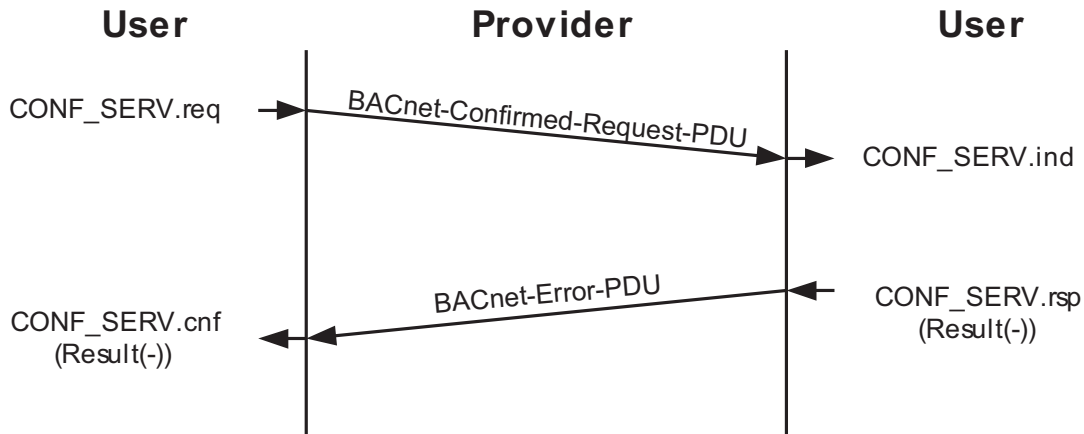 User
Provider
User
CONF_SERV.req
BACnet-Confirmed-Request-PDU
CONF_SERV.ind
BACnet-Error-PDU
CONF_SERV.rsp
(Result(-))
CONF_SERV.cnf
(Result(-))